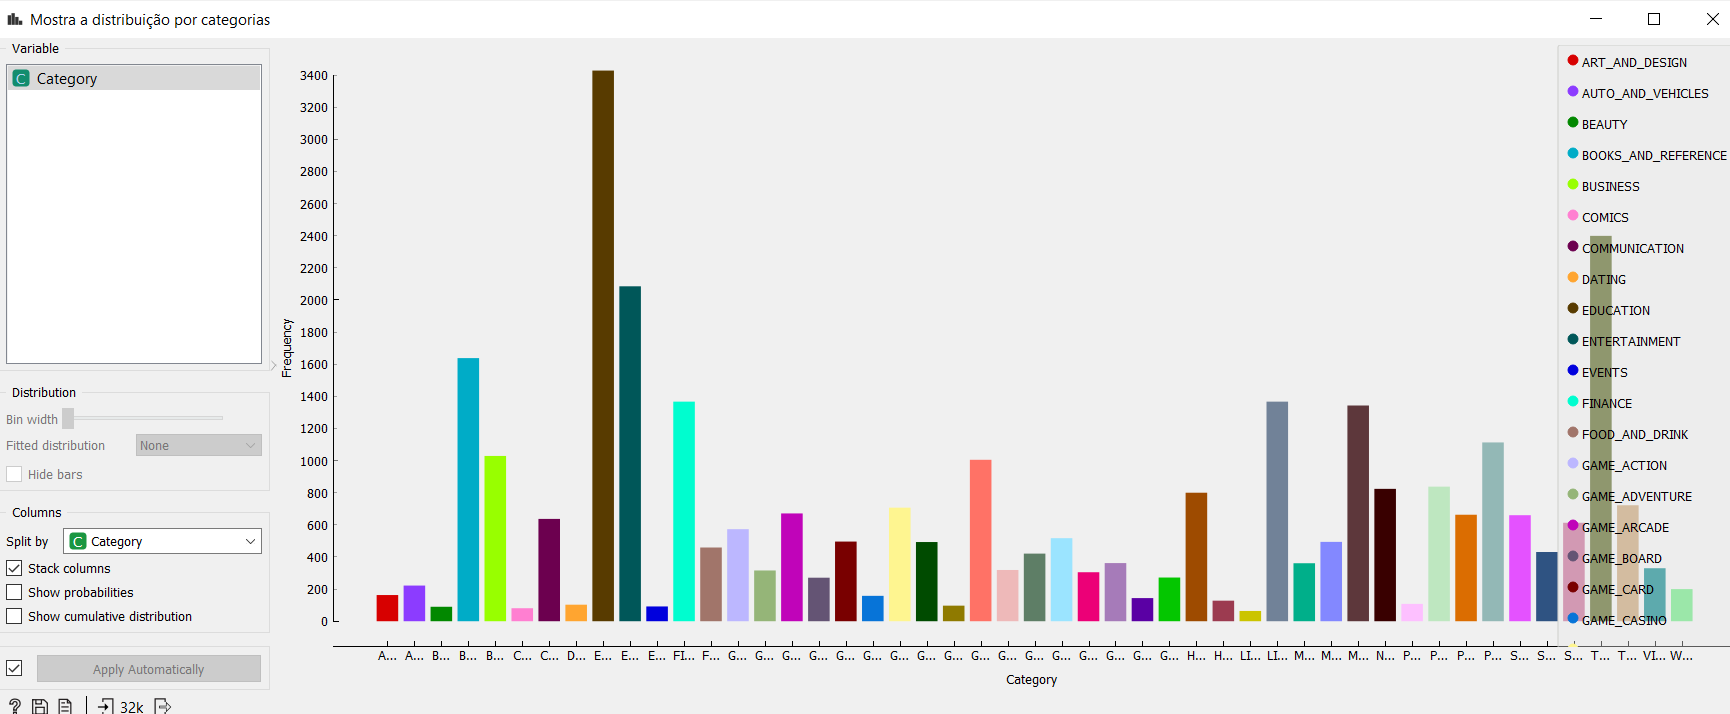 Mostra a distribuição por categorias
Variable
C Category
Distribution
Bin width
Fitted distribution None
Hide bars
Columns
Split by C Category
Stack columns
Show probabilities
Show cumulative distribution
Apply Automatically
? 32k
3400
3200
3000
2800
2600
2400
2200
2000
1800
1600
1400
1200
1000
800
600
400
200
0
Frequency
A... A... B... B... B... C... C... D... E... E... E... FI... F... G... G... G... G... G... G... G... G... G... G... G... G... G... G... G... G... G... H... H... LI... LI... M... M... M... N... P... P... P... P... S... S... S... T... T... VI... W...
Category
ART_AND_DESIGN
AUTO_AND_VEHICLES
BEAUTY
BOOKS_AND_REFERENCE
BUSINESS
COMICS
COMMUNICATION
DATING
EDUCATION
ENTERTAINMENT
EVENTS
FINANCE
FOOD_AND_DRINK
GAME_ACTION
GAME_ADVENTURE
GAME_ARCADE
GAME_BOARD
GAME_CARD
GAME_CASINO